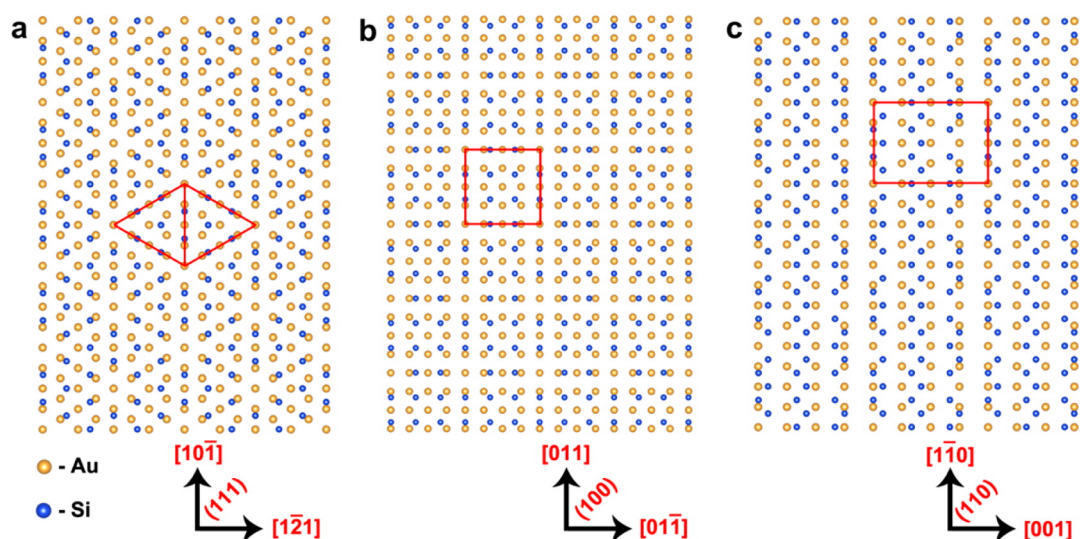 a
b
c
- Au
- Si
[101̅]
(111)
[12̅1]
[011]
(100)
[011̅]
[11̅0]
(110)
[001]